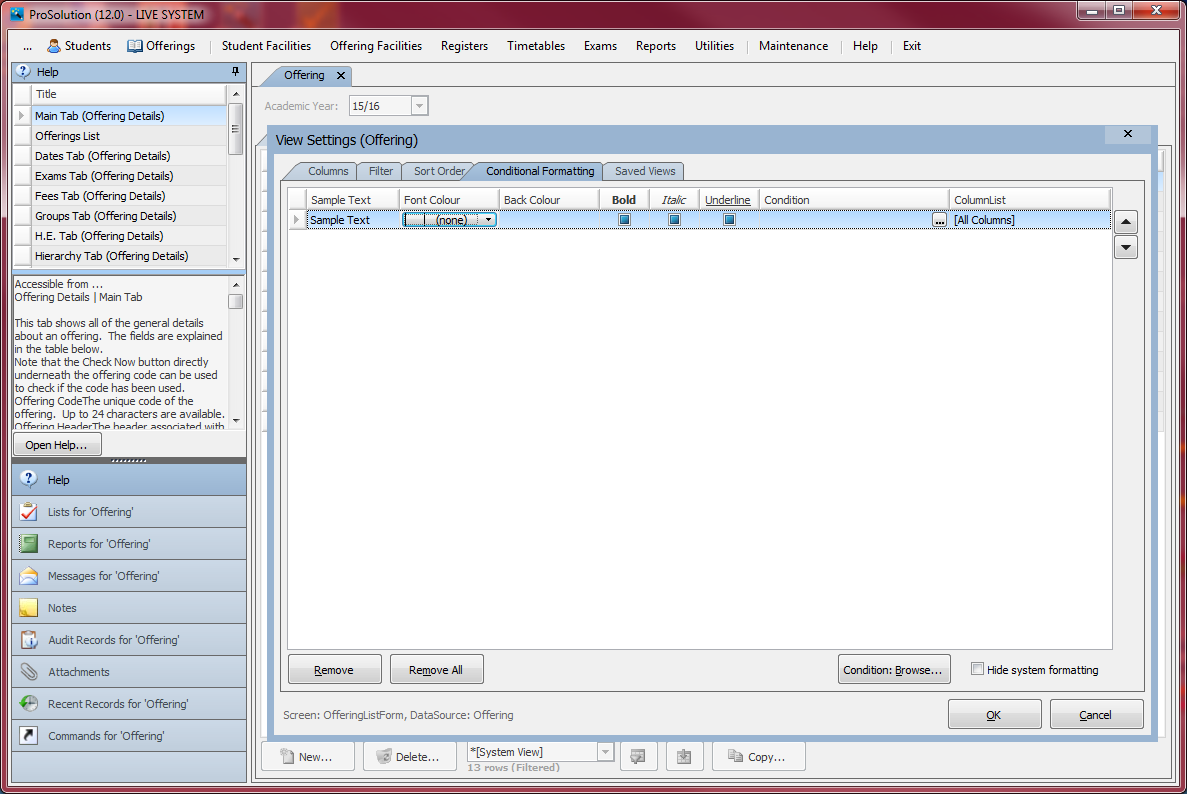 ProSolution (12.0) - LIVE SYSTEM
... Students Offerings Student Facilities Offering Facilities Registers Timetables Exams Reports Utilities Maintenance Help Exit
Help
Title
Main Tab (Offering Details)
Offerings List
Dates Tab (Offering Details)
Exams Tab (Offering Details)
Fees Tab (Offering Details)
Groups Tab (Offering Details)
H.E. Tab (Offering Details)
Hierarchy Tab (Offering Details)
Accessible from ...
Offering Details | Main Tab
This tab shows all of the general details
about an offering.  The fields are explained
in the table below.
Note that the Check Now button directly
underneath the offering code can be used
to check if the code has been used.
Offering CodeThe unique code of the
offering.  Up to 24 characters are available.
Offering HeaderThe header associated with
Open Help...
Help
Lists for 'Offering'
Reports for 'Offering'
Messages for 'Offering'
Notes
Audit Records for 'Offering'
Attachments
Recent Records for 'Offering'
Commands for 'Offering'
Offering
Academic Year: 15/16
View Settings (Offering)
Columns Filter Sort Order Conditional Formatting Saved Views
Sample Text Font Colour Back Colour Bold Italic Underline Condition ColumnList
Sample Text (none) ... [All Columns]
Remove Remove All Condition: Browse... Hide system formatting
Screen: OfferingListForm, DataSource: Offering
OK Cancel
New... Delete... *[System View] Copy...
13 rows (Filtered)